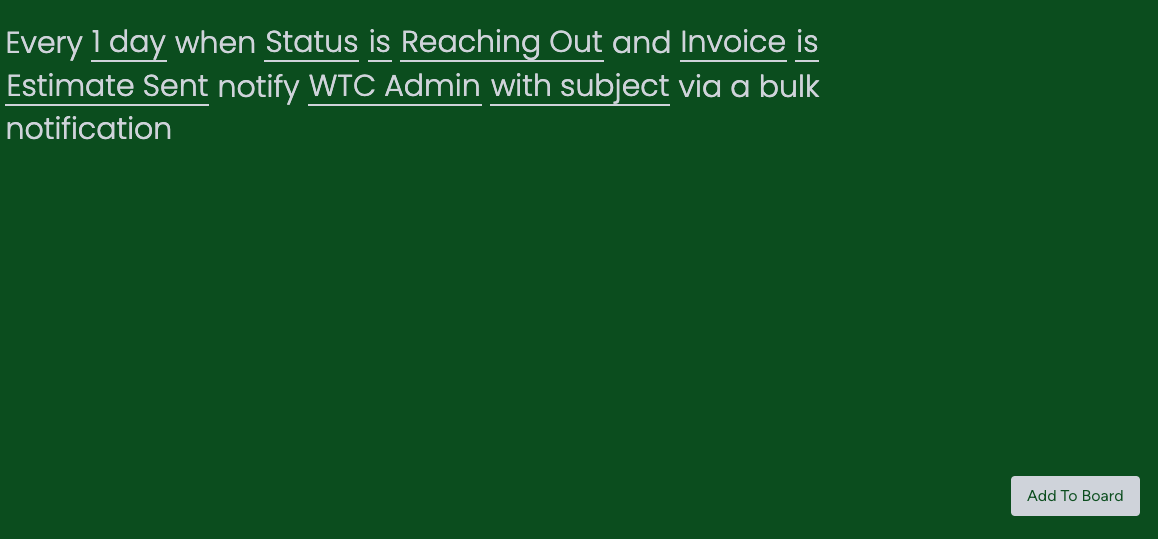 Every 1 day when Status is Reaching Out and Invoice is
Estimate Sent notify WTC Admin with subject via a bulk
notification
Add To Board